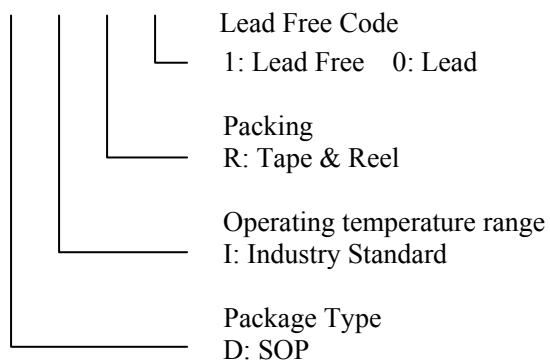 Lead Free Code
1: Lead Free 0: Lead
Packing
R: Tape & Reel
Operating temperature range
I: Industry Standard
Package Type
D: SOP